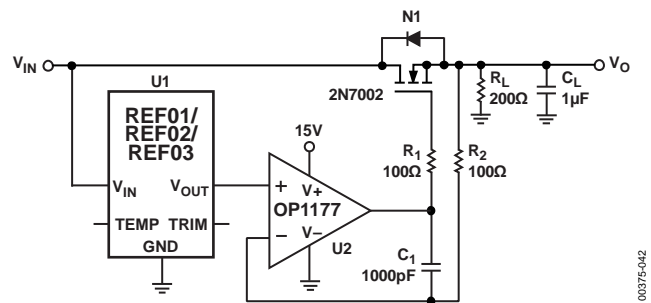 N1
V_IN
V_O
U1
REF01/
REF02/
REF03
V_IN
V_OUT
TEMP
TRIM
GND
15V
+
V+
OP1177
−
V−
U2
2N7002
R_1
100Ω
R_2
100Ω
C_1
1000pF
R_L
200Ω
C_L
1µF
00375-042